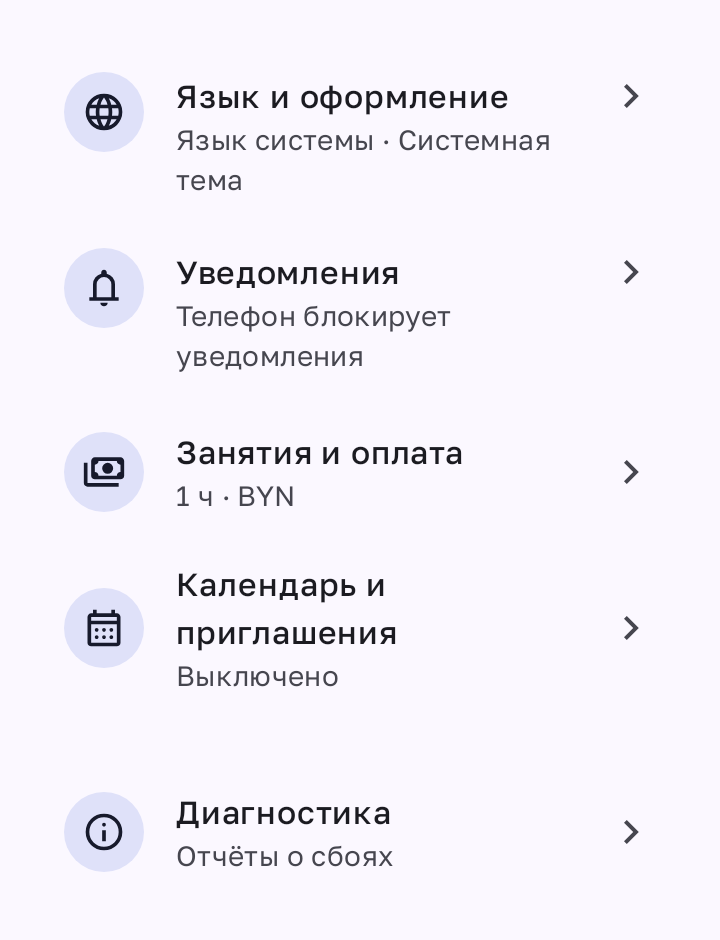 Язык и оформление
Язык системы · Системная
тема
Уведомления
Телефон блокирует
уведомления
Занятия и оплата
1 ч · BYN
Календарь и
приглашения
Выключено
Диагностика
Отчёты о сбоях